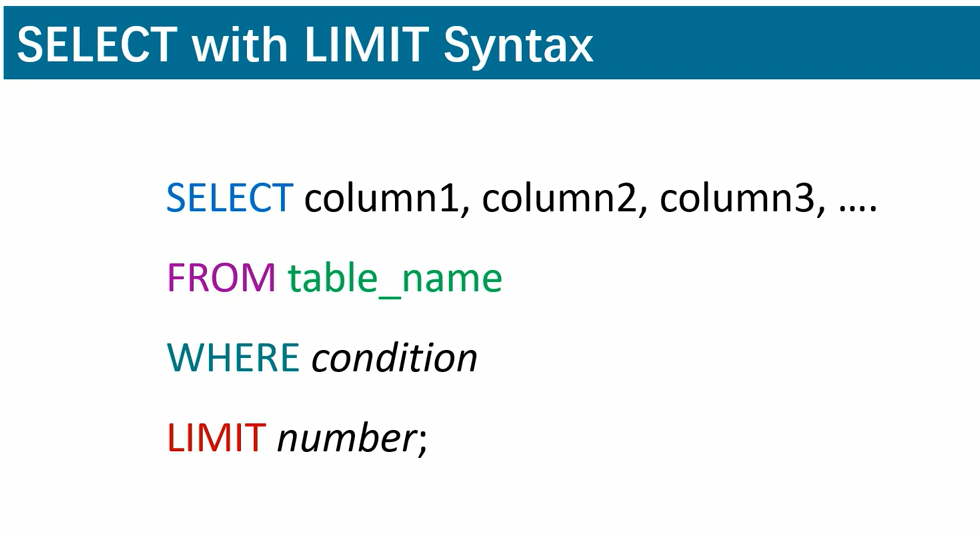 SELECT with LIMIT Syntax
SELECT column1, column2, column3, ....
FROM table_name
WHERE condition
LIMIT number;